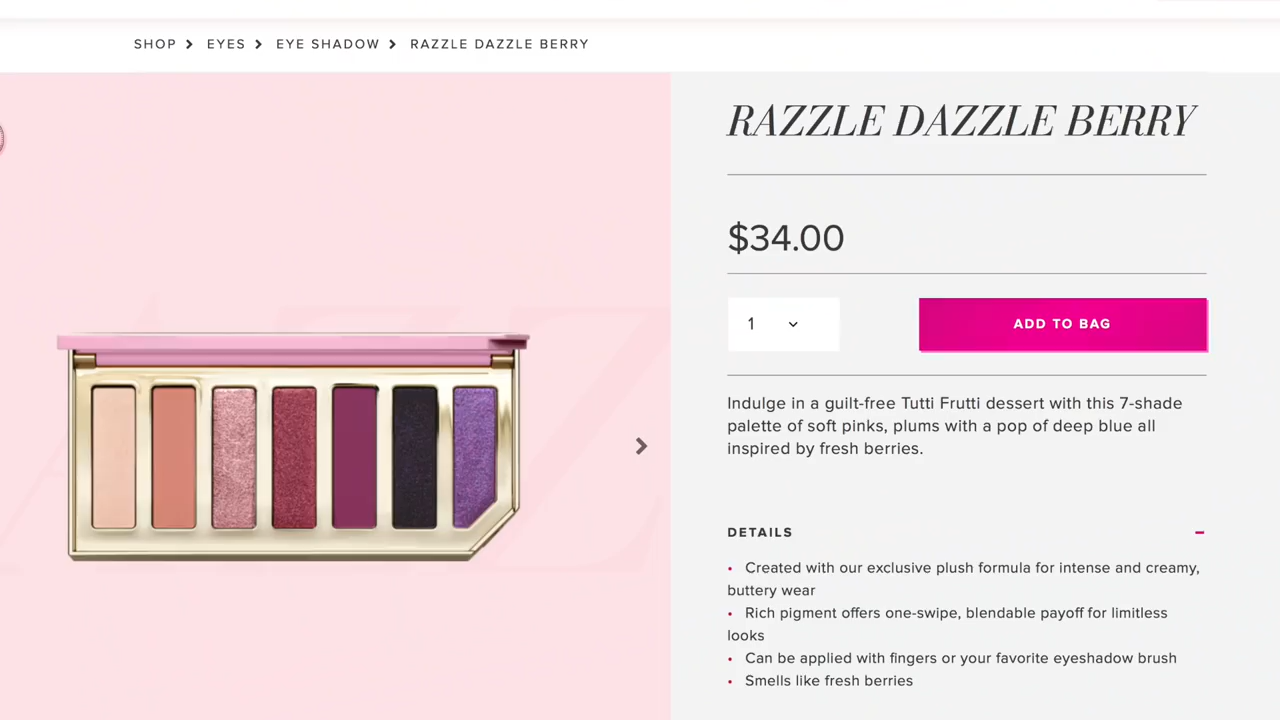 SHOP > EYES > EYE SHADOW > RAZZLE DAZZLE BERRY
RAZZLE DAZZLE BERRY
$34.00
1
ADD TO BAG
Indulge in a guilt-free Tutti Frutti dessert with this 7-shade
palette of soft pinks, plums with a pop of deep blue all
inspired by fresh berries.
DETAILS
• Created with our exclusive plush formula for intense and creamy,
buttery wear
• Rich pigment offers one-swipe, blendable payoff for limitless
looks
• Can be applied with fingers or your favorite eyeshadow brush
• Smells like fresh berries